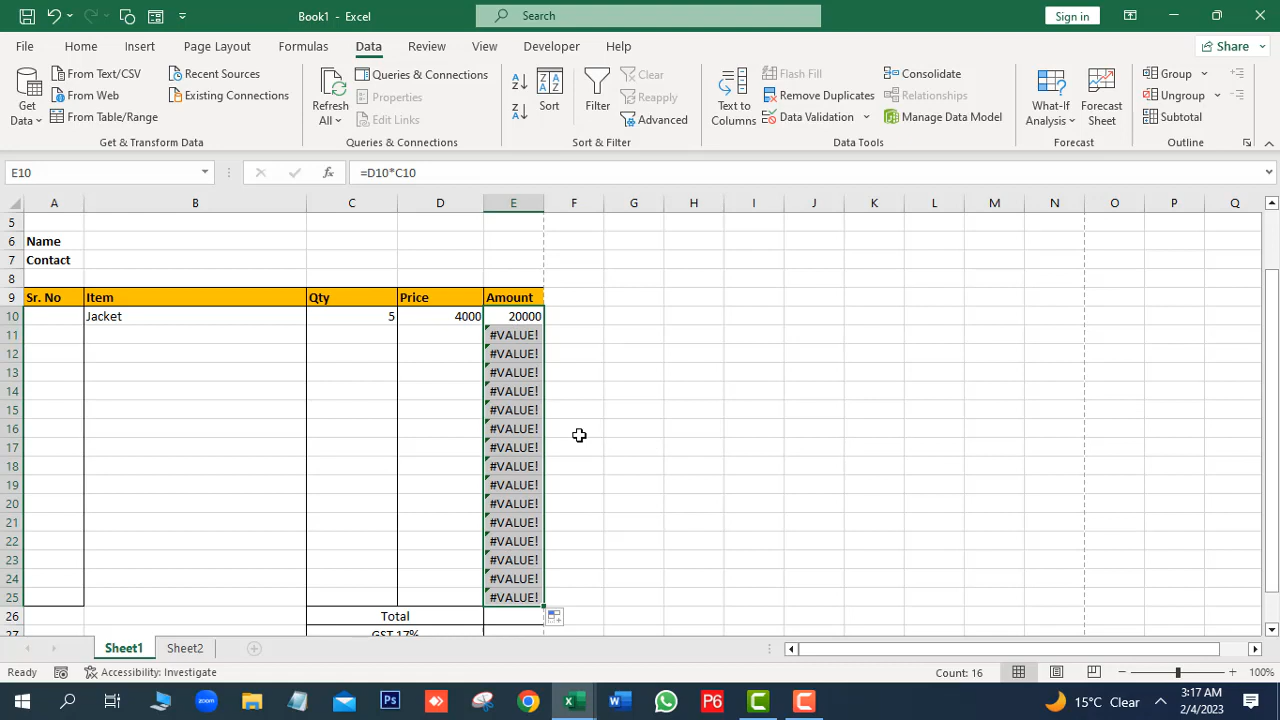 Book1 - Excel
Search
Sign in
File Home Insert Page Layout Formulas Data Review View Developer Help
Share
Get Data
From Text/CSV
From Web
From Table/Range
Recent Sources
Existing Connections
Get & Transform Data
Refresh All
Queries & Connections
Properties
Edit Links
Queries & Connections
Sort
Filter
Clear
Reapply
Advanced
Sort & Filter
Text to Columns
Flash Fill
Remove Duplicates
Data Validation
Consolidate
Relationships
Manage Data Model
Data Tools
What-If Analysis
Forecast Sheet
Forecast
Group
Ungroup
Subtotal
Outline
E10
fx
=D10*C10
A B C D E F G H I J K L M N O P Q
5
6 Name
7 Contact
8
9 Sr. No Item Qty Price Amount
10 Jacket 5 4000 20000
11 #VALUE!
12 #VALUE!
13 #VALUE!
14 #VALUE!
15 #VALUE!
16 #VALUE!
17 #VALUE!
18 #VALUE!
19 #VALUE!
20 #VALUE!
21 #VALUE!
22 #VALUE!
23 #VALUE!
24 #VALUE!
25 #VALUE!
26 Total
27 GST 17%
Sheet1 Sheet2
Ready
Accessibility: Investigate
Count: 16
100%
zoom
Ps
P6
15°C Clear
3:17 AM
2/4/2023